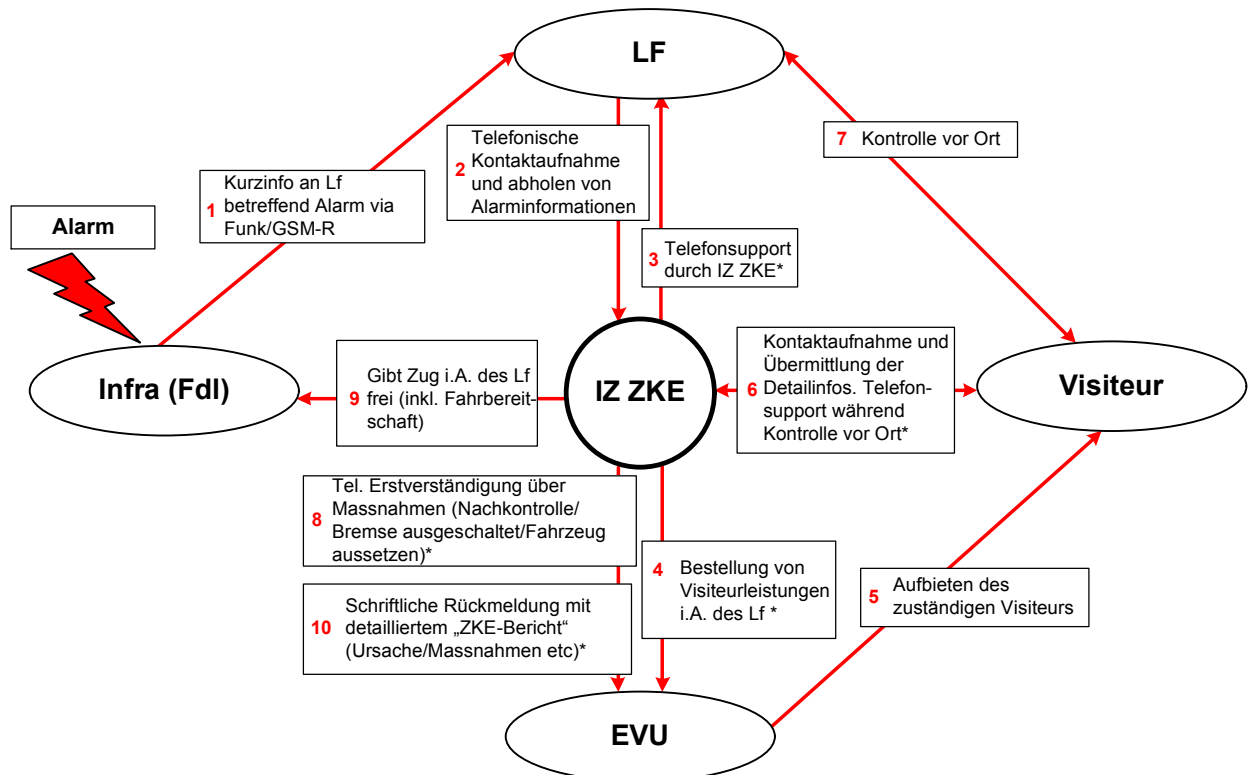 LF
7 Kontrolle vor Ort
2 Telefonische
Kontaktaufnahme
und abholen von
Alarminformationen
1 Kurzinfo an Lf
betreffend Alarm via
Funk/GSM-R
Alarm
3 Telefonsupport
durch IZ ZKE*
Infra (Fdl)
9 Gibt Zug i.A. des Lf
frei (inkl. Fahrbereit-
schaft)
IZ ZKE
6 Kontaktaufnahme und
Übermittlung der
Detailinfos. Telefon-
support während
Kontrolle vor Ort*
Visiteur
8 Tel. Erstverständigung über
Massnahmen (Nachkontrolle/
Bremse ausgeschaltet/Fahrzeug
aussetzen)*
4 Bestellung von
Visiteurleistungen
i.A. des Lf *
5 Aufbieten des
zuständigen Visiteurs
10 Schriftliche Rückmeldung mit
detailliertem „ZKE-Bericht“
(Ursache/Massnahmen etc)*
EVU